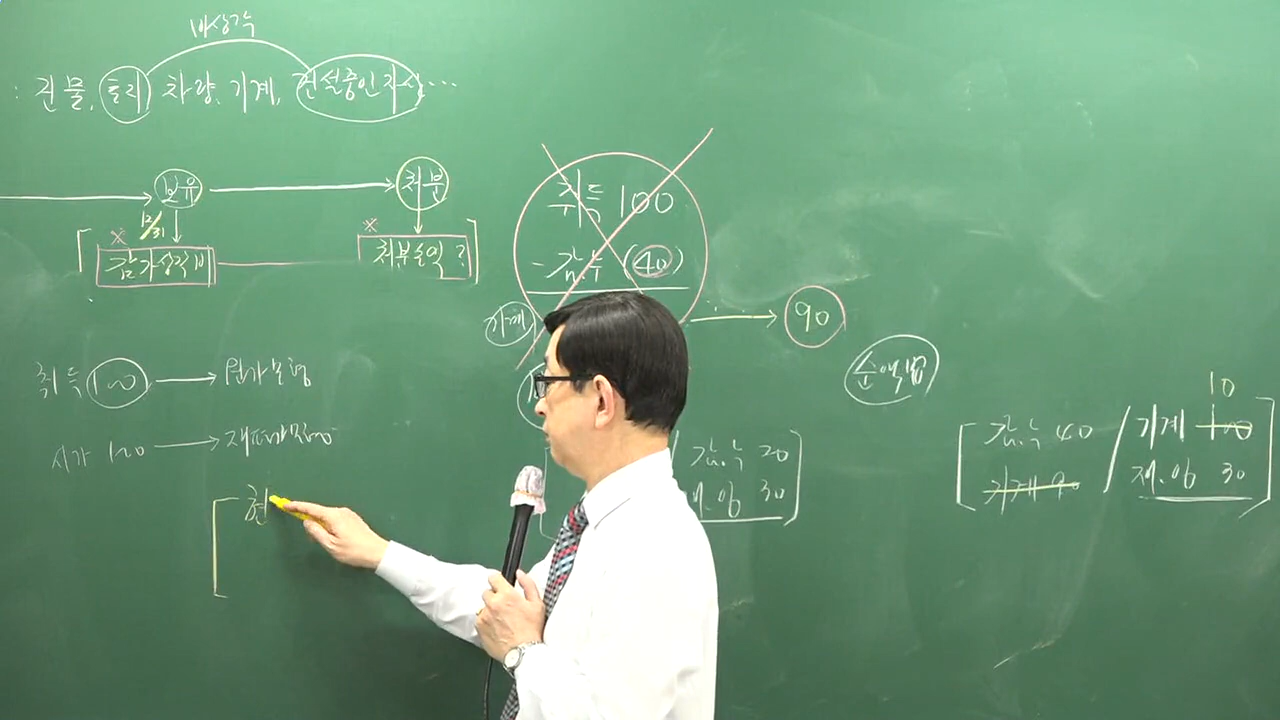 비상각
: 건물, 토지 차량, 기계, 건설중인자산 ...
보유
처분
12/31
※ 감가상각비
※ 처분손익 ?
취득 100
- 감.누 (40)
기계
90
취득 100 → 원가모형
시가 120 → 재평가모형
순액법
감.누 20
재.잉 30
10
감.누 40 / 기계 100
기계 90 재.잉 30